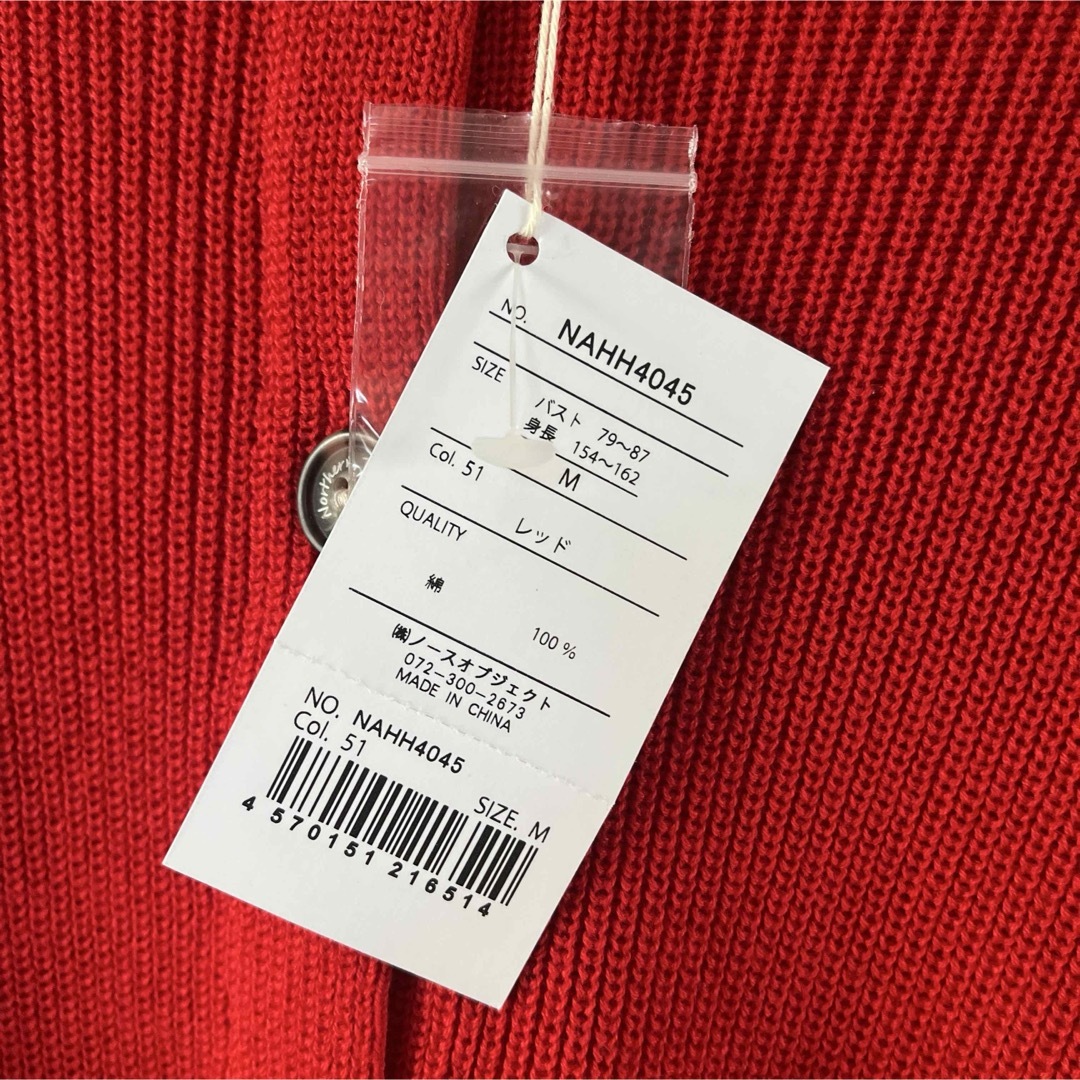 NO. NAHH4045
SIZE
バスト 79〜87
身長 154〜162
M
Col. 51
レッド
QUALITY
綿 100 %
㈱ノースオブジェクト
072-300-2673
MADE IN CHINA
NO. NAHH4045
Col. 51
SIZE. M
4 570151 216514